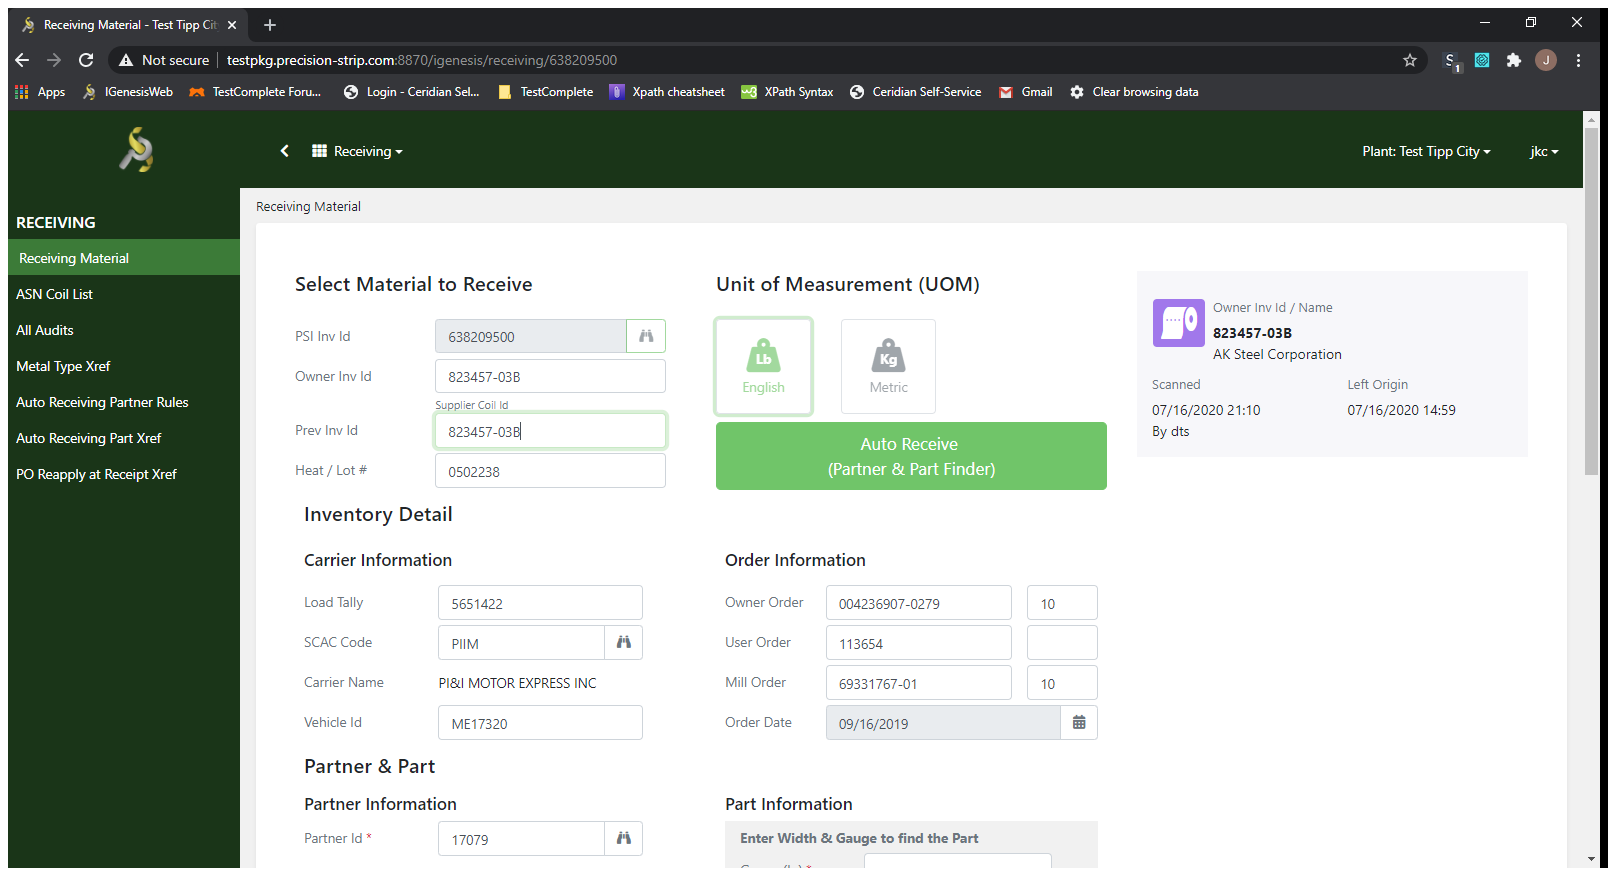 Receiving Material - Test Tipp Cit
Not secure
testpkg.precision-strip.com:8870/igenesis/receiving/638209500
S
1
J
Apps
IGenesisWeb
TestComplete Foru...
Login - Ceridian Sel...
TestComplete
Xpath cheatsheet
XPath Syntax
Ceridian Self-Service
Gmail
Clear browsing data
Receiving
Plant: Test Tipp City
jkc
RECEIVING
Receiving Material
ASN Coil List
All Audits
Metal Type Xref
Auto Receiving Partner Rules
Auto Receiving Part Xref
PO Reapply at Receipt Xref
Receiving Material
Select Material to Receive
PSI Inv Id
638209500
Owner Inv Id
823457-03B
Supplier Coil Id
Prev Inv Id
823457-03B
Heat / Lot #
0502238
Unit of Measurement (UOM)
Lb
English
Kg
Metric
Auto Receive
(Partner & Part Finder)
Owner Inv Id / Name
823457-03B
AK Steel Corporation
Scanned
Left Origin
07/16/2020 21:10
07/16/2020 14:59
By dts
Inventory Detail
Carrier Information
Load Tally
5651422
SCAC Code
PIIM
Carrier Name
PI&I MOTOR EXPRESS INC
Vehicle Id
ME17320
Order Information
Owner Order
004236907-0279
10
User Order
113654
Mill Order
69331767-01
10
Order Date
09/16/2019
Partner & Part
Partner Information
Partner Id *
17079
Part Information
Enter Width & Gauge to find the Part